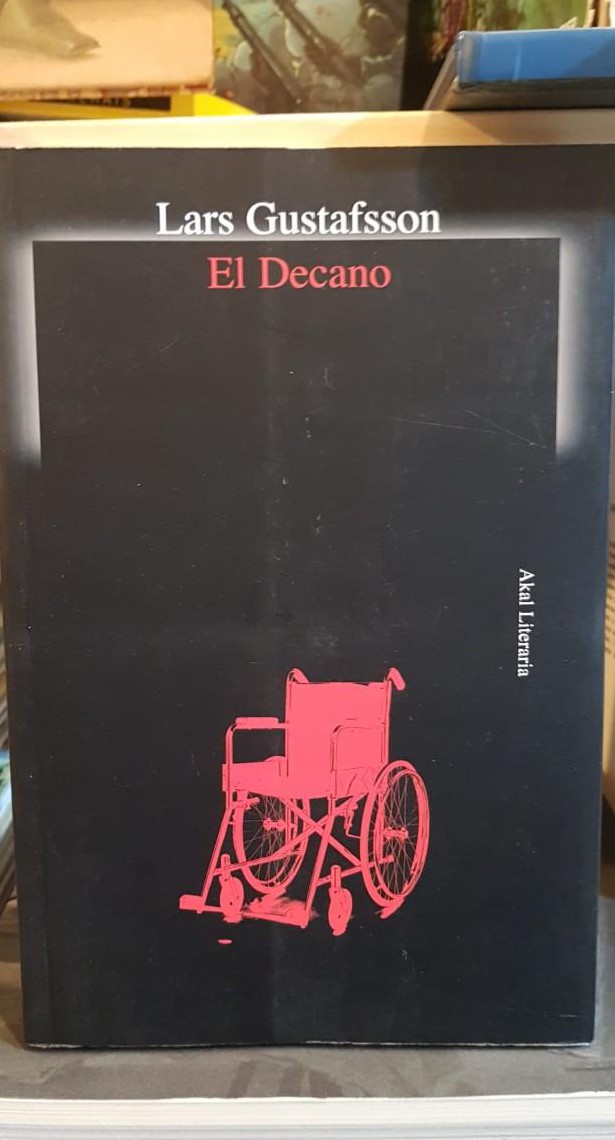 Lars Gustafsson
El Decano
Akal Literaria